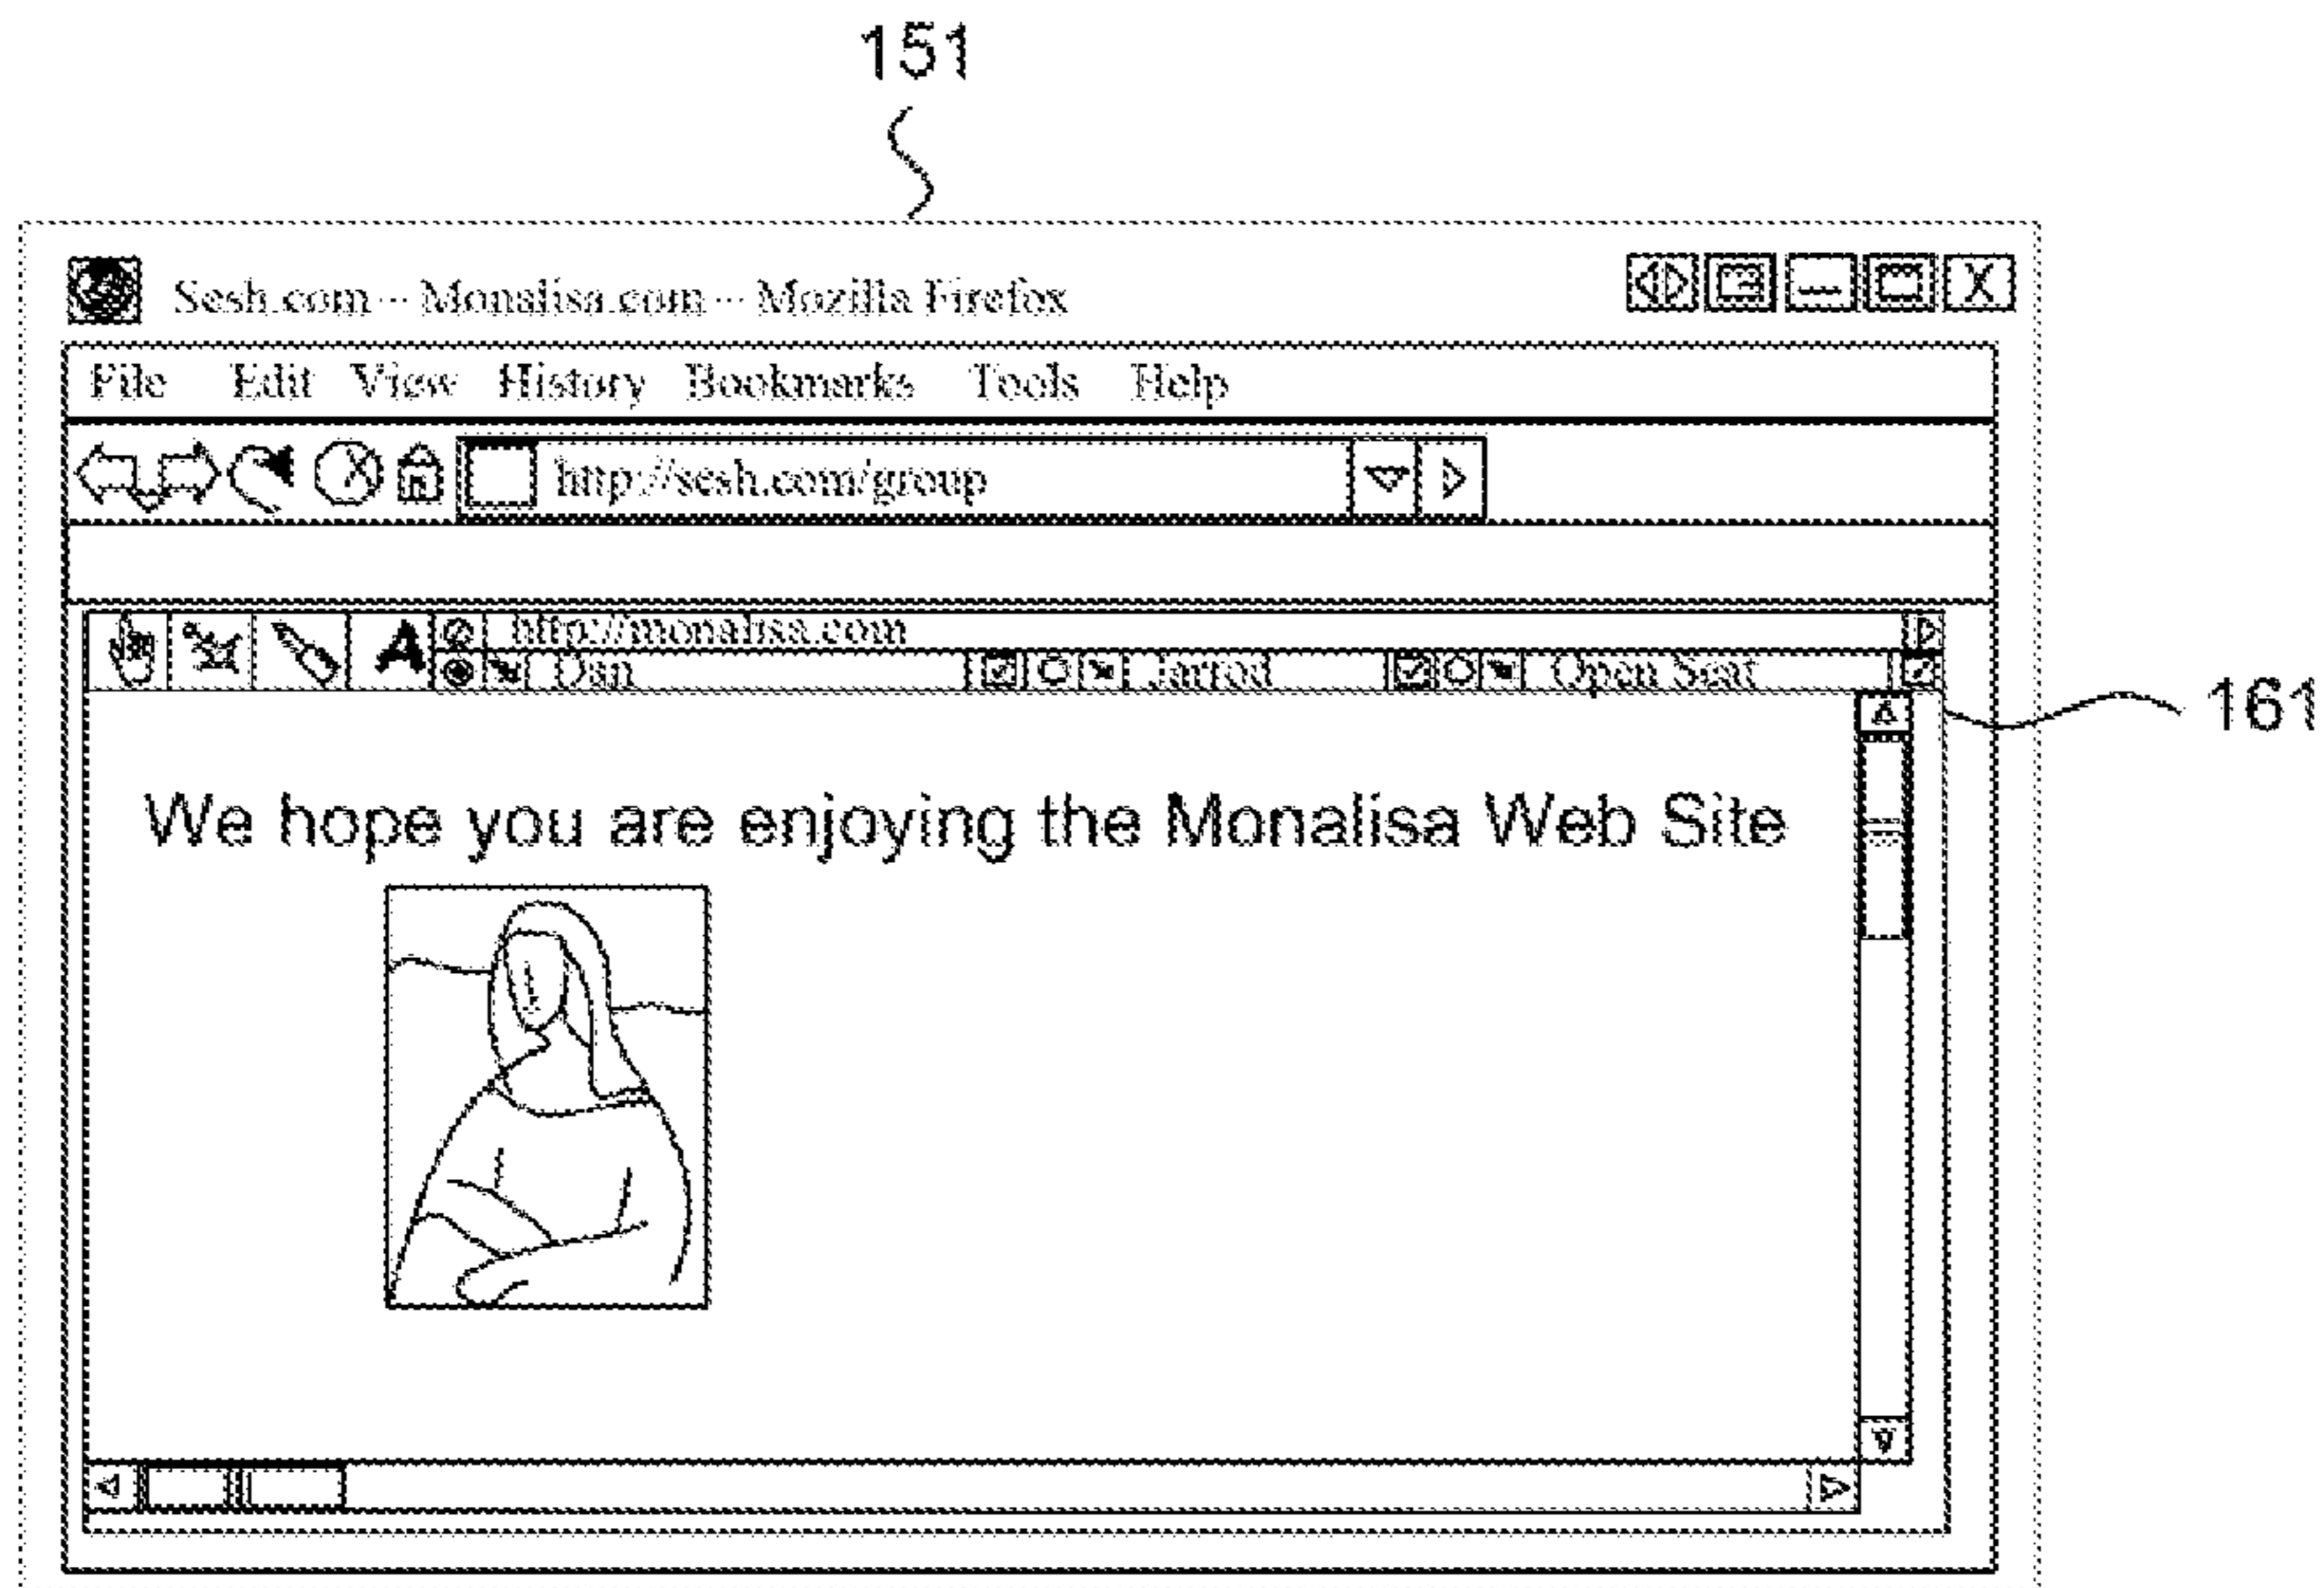 151
Sesh.com -- Monalisa.com -- Mozilla Firefox
X
File Edit View History Bookmarks Tools Help
http://sesh.com/group
A http://monalisa.com
Dan Jarrod Open Seat
161
We hope you are enjoying the Monalisa Web Site